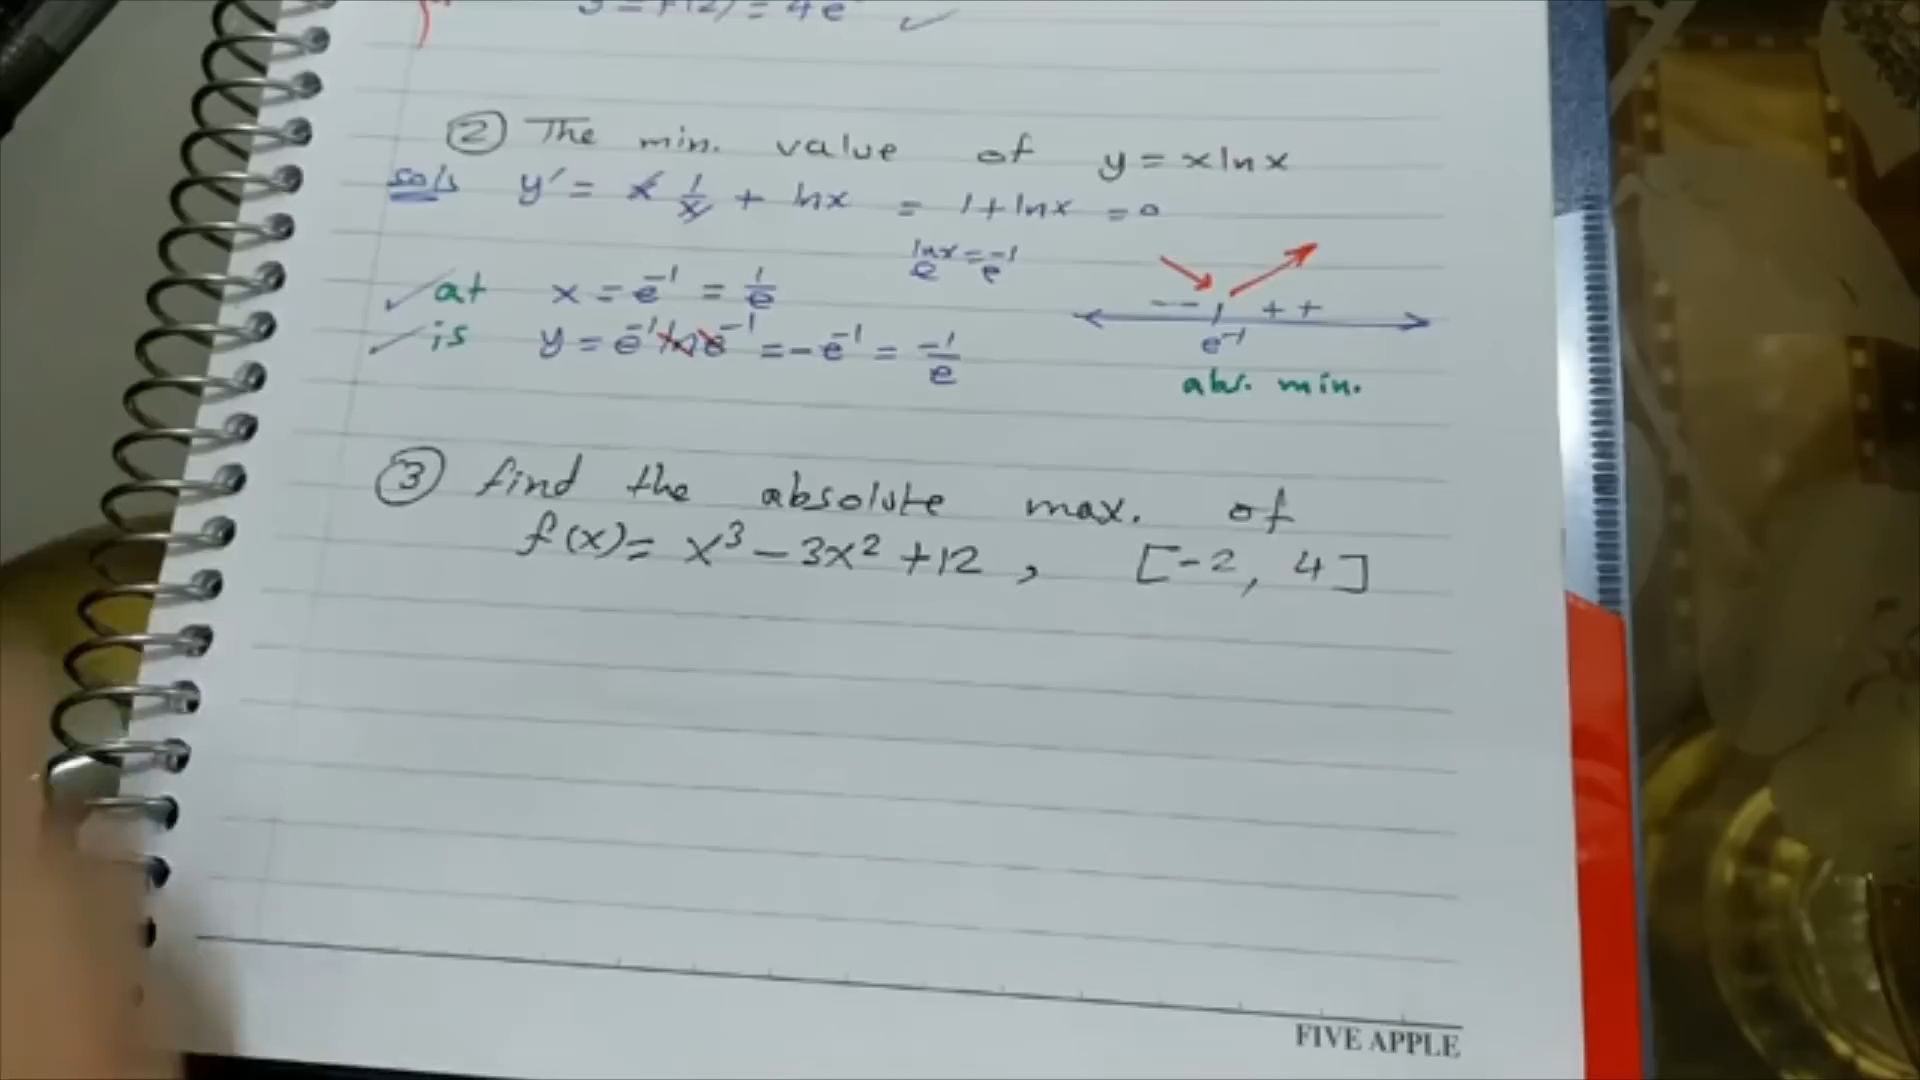 y = f(2) = 4e ✓
② The min. value of y = x ln x
sol: y' = x 1/x + ln x = 1 + ln x = 0
e^ln x = e^-1
✓ at x = e^-1 = 1/e
-- ++
✓ is y = e^-1 ln e^-1 = -e^-1 = -1/e
e^-1
abs. min.
③ find the absolute max. of
f(x) = x³ - 3x² + 12 , [-2, 4]
FIVE APPLE